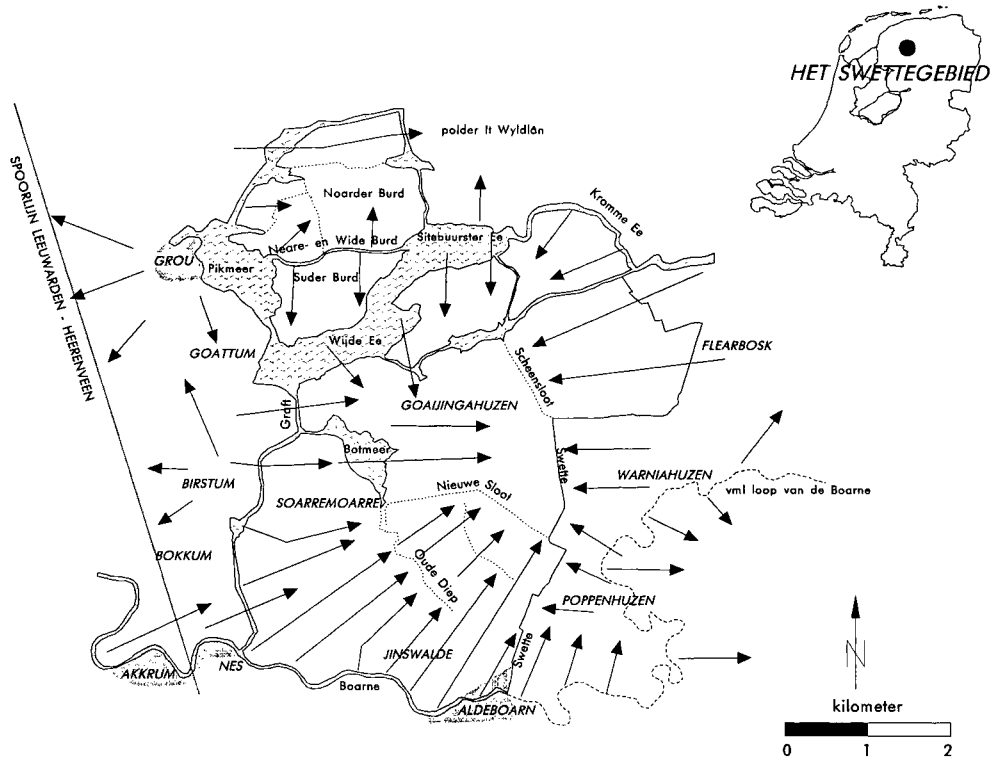 HET SWETTEGEBIED
polder It Wyldlân
SPOORLIJN LEEUWARDEN - HEERENVEEN
Noarder Burd
Kromme Ee
Neare- en Wide Burd
Sitebuurster Ee
GROU
Pikmeer
Suder Burd
Wijde Ee
FLEARBOSK
GOATTUM
Scheensloot
Graft
GOAIJINGAHUZEN
Botmeer
Swette
WARNIAHUZEN
BIRSTUM
Nieuwe Sloot
vml loop van de Boarne
SOARREMOARRE
BOKKUM
Oude Diep
POPPENHUZEN
JINSWALDE
Swette
NES
AKKRUM
Boarne
ALDEBOARN
N
kilometer
0 1 2